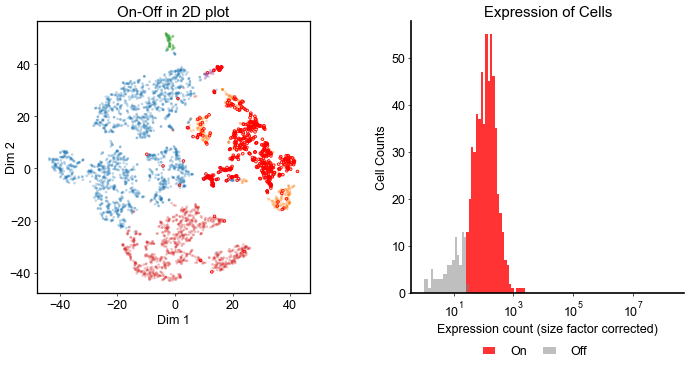 On-Off in 2D plot
Expression of Cells
Dim 2
40
20
0
−20
−40
−40 −20 0 20 40
Dim 1
Cell Counts
50
40
30
20
10
0
10^1 10^3 10^5 10^7
Expression count (size factor corrected)
On Off